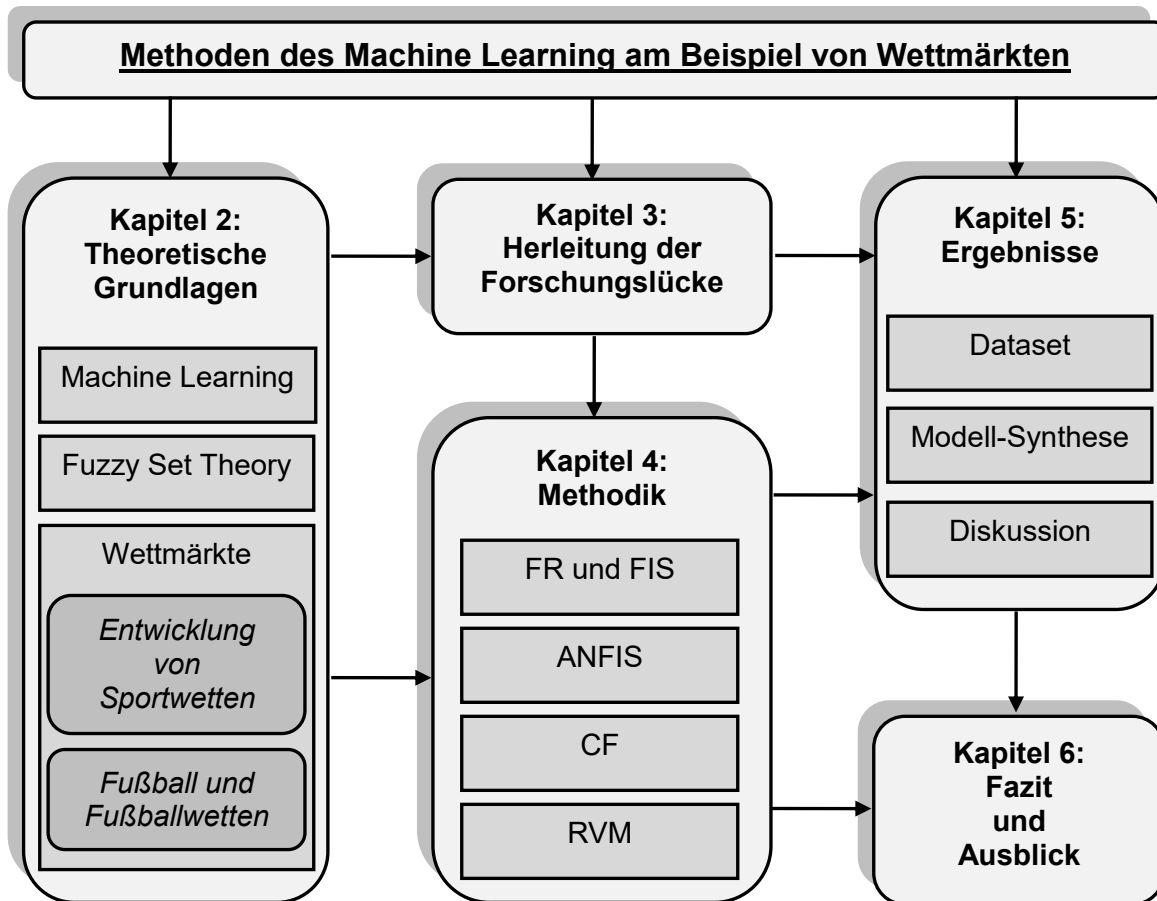 Methoden des Machine Learning am Beispiel von Wettmärkten
Kapitel 2:
Theoretische
Grundlagen
Machine Learning
Fuzzy Set Theory
Wettmärkte
Entwicklung
von
Sportwetten
Fußball und
Fußballwetten
Kapitel 3:
Herleitung der
Forschungslücke
Kapitel 4:
Methodik
FR und FIS
ANFIS
CF
RVM
Kapitel 5:
Ergebnisse
Dataset
Modell-Synthese
Diskussion
Kapitel 6:
Fazit
und
Ausblick